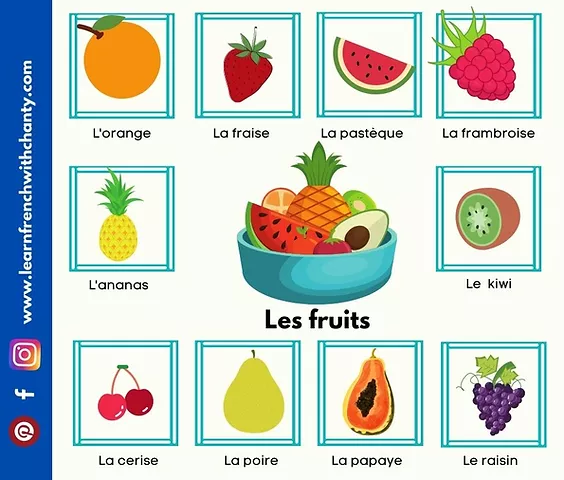 www.learnfrenchwithchanty.com
L'orange
La fraise
La pastèque
La framboise
L'ananas
Le kiwi
Les fruits
La cerise
La poire
La papaye
Le raisin